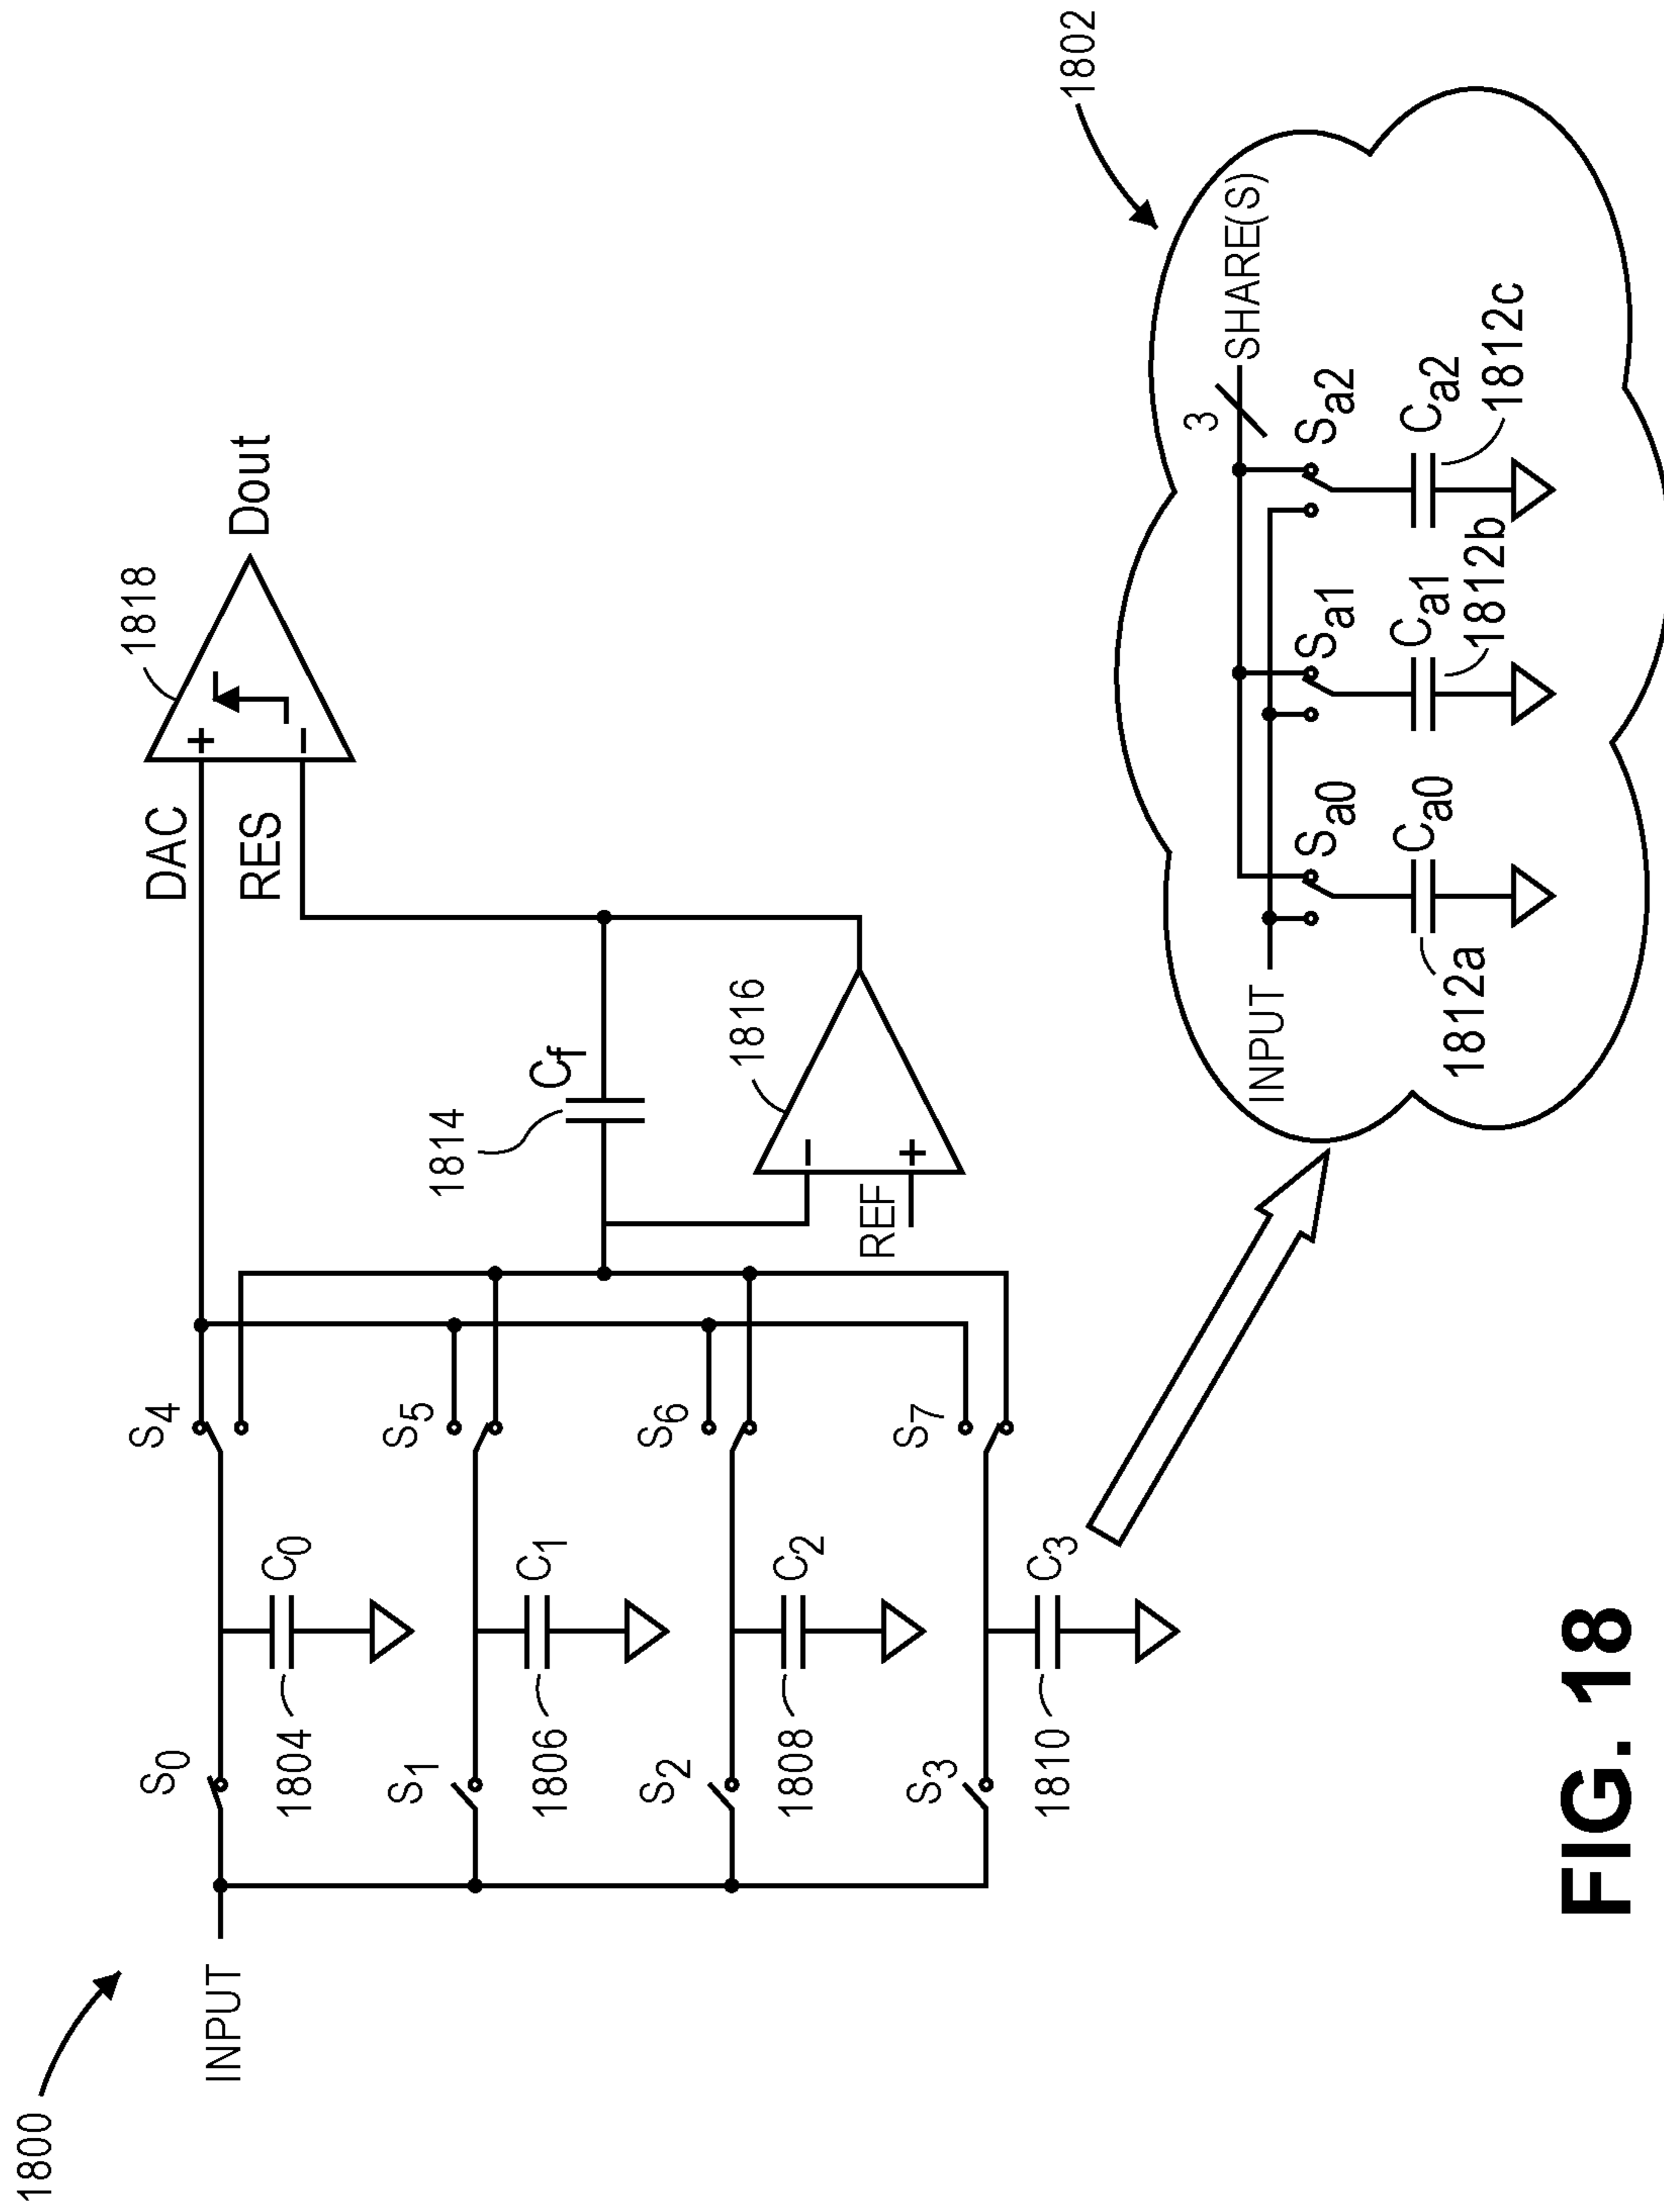 1800
INPUT
S0
S4
C0
1804
S1
S5
C1
1806
S2
S6
C2
1808
S3
S7
C3
1810
DAC
RES
1818
+
−
Dout
1814
Cf
1816
−
+
REF
1802
INPUT
SHARE(S)
3
Sa0
Sa1
Sa2
Ca0
Ca1
Ca2
1812a
1812b
1812c
FIG. 18